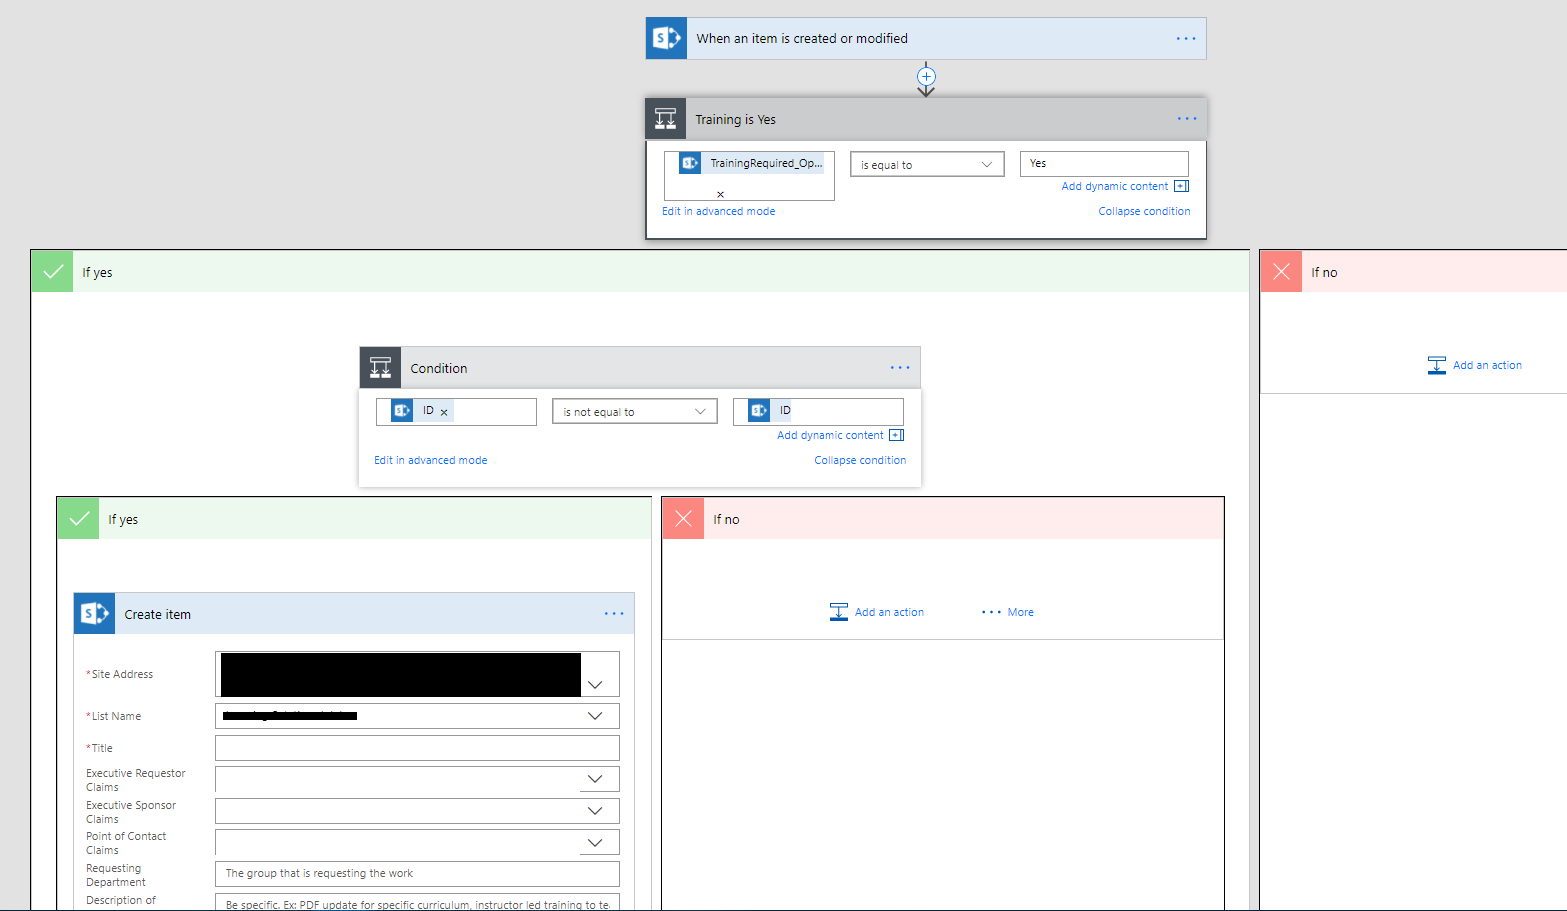 When an item is created or modified
Training is Yes
TrainingRequired_Op...
is equal to
Yes
Add dynamic content
Edit in advanced mode
Collapse condition
If yes
If no
Condition
Add an action
ID
is not equal to
ID
Add dynamic content
Edit in advanced mode
Collapse condition
If yes
If no
Create item
Add an action
More
*Site Address
*List Name
*Title
Executive Requestor
Claims
Executive Sponsor
Claims
Point of Contact
Claims
Requesting
Department
The group that is requesting the work
Description of
Be specific. Ex: PDF update for specific curriculum, instructor led training to te